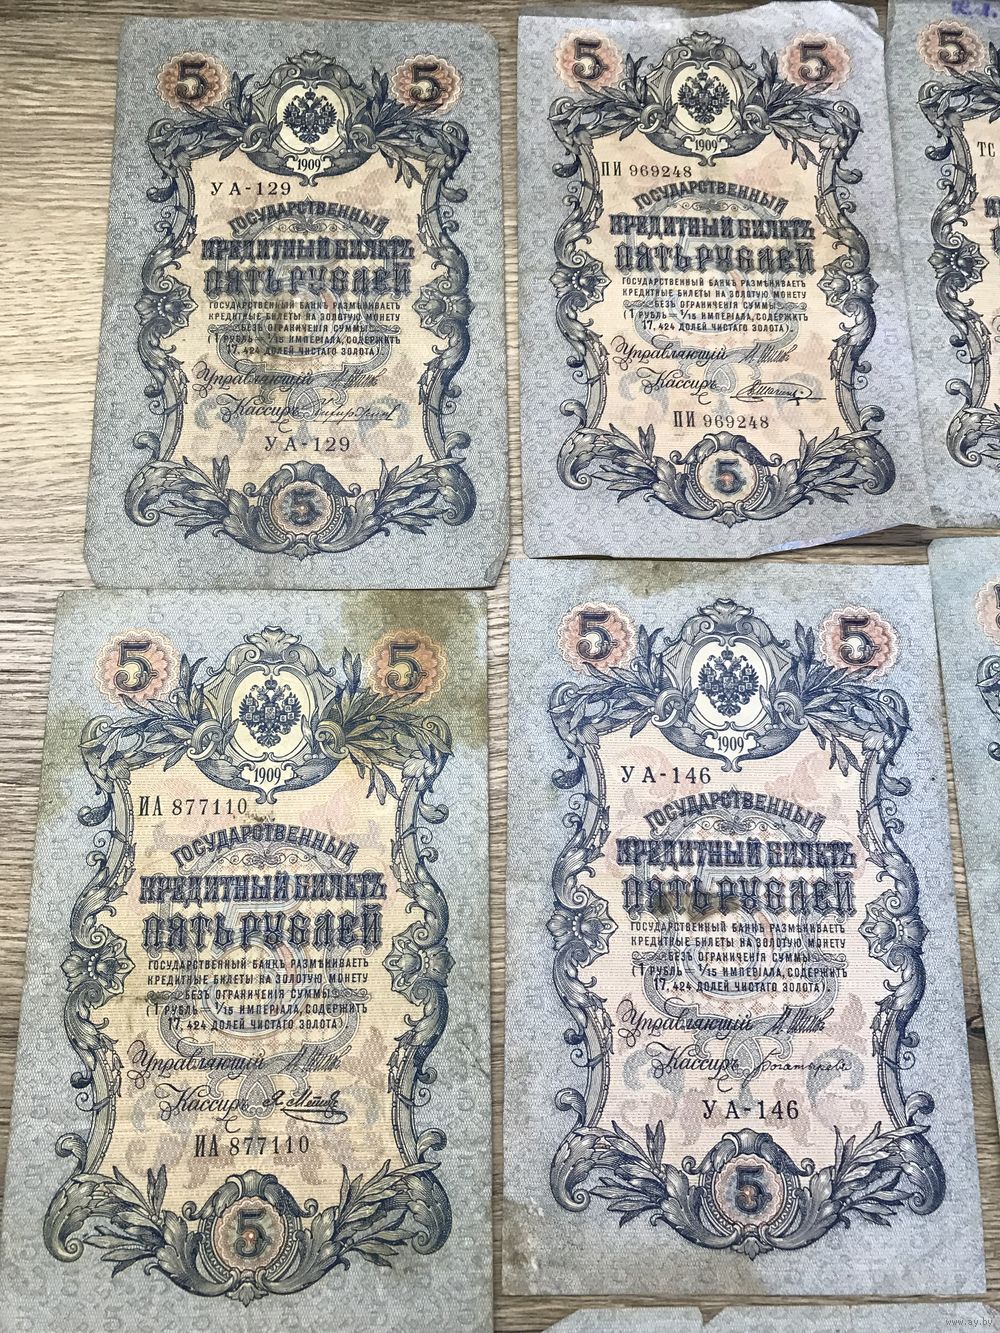 5 5
1909
УА-129
ГОСУДАРСТВЕННЫЙ
КРЕДИТНЫЙ БИЛЕТЪ
ПЯТЬ РУБЛЕЙ
ГОСУДАРСТВЕННЫЙ БАНКЪ РАЗМѢНИВАЕТЪ
КРЕДИТНЫЕ БИЛЕТЫ НА ЗОЛОТУЮ МОНЕТУ
БЕЗЪ ОГРАНИЧЕНІЯ СУММЫ
(1 РУБЛЬ = 1/15 ИМПЕРІАЛА, СОДЕРЖИТЪ
17,424 ДОЛЕЙ ЧИСТАГО ЗОЛОТА).
Управляющій
Кассиръ
УА-129
5
5 5
1909
ПИ 969248
ГОСУДАРСТВЕННЫЙ
КРЕДИТНЫЙ БИЛЕТЪ
ПЯТЬ РУБЛЕЙ
ГОСУДАРСТВЕННЫЙ БАНКЪ РАЗМѢНИВАЕТЪ
КРЕДИТНЫЕ БИЛЕТЫ НА ЗОЛОТУЮ МОНЕТУ
БЕЗЪ ОГРАНИЧЕНІЯ СУММЫ
(1 РУБЛЬ = 1/15 ИМПЕРІАЛА, СОДЕРЖИТЪ
17,424 ДОЛЕЙ ЧИСТАГО ЗОЛОТА).
Управляющій
Кассиръ
ПИ 969248
5
5
ТС
5 5
1909
ИА 877110
ГОСУДАРСТВЕННЫЙ
КРЕДИТНЫЙ БИЛЕТЪ
ПЯТЬ РУБЛЕЙ
ГОСУДАРСТВЕННЫЙ БАНКЪ РАЗМѢНИВАЕТЪ
КРЕДИТНЫЕ БИЛЕТЫ НА ЗОЛОТУЮ МОНЕТУ
БЕЗЪ ОГРАНИЧЕНІЯ СУММЫ
(1 РУБЛЬ = 1/15 ИМПЕРІАЛА, СОДЕРЖИТЪ
17,424 ДОЛЕЙ ЧИСТАГО ЗОЛОТА).
Управляющій
Кассиръ
ИА 877110
5
5 5
1909
УА-146
ГОСУДАРСТВЕННЫЙ
КРЕДИТНЫЙ БИЛЕТЪ
ПЯТЬ РУБЛЕЙ
ГОСУДАРСТВЕННЫЙ БАНКЪ РАЗМѢНИВАЕТЪ
КРЕДИТНЫЕ БИЛЕТЫ НА ЗОЛОТУЮ МОНЕТУ
БЕЗЪ ОГРАНИЧЕНІЯ СУММЫ
(1 РУБЛЬ = 1/15 ИМПЕРІАЛА, СОДЕРЖИТЪ
17,424 ДОЛЕЙ ЧИСТАГО ЗОЛОТА).
Управляющій
Кассиръ Богатыревъ
УА-146
5
www.ay.by